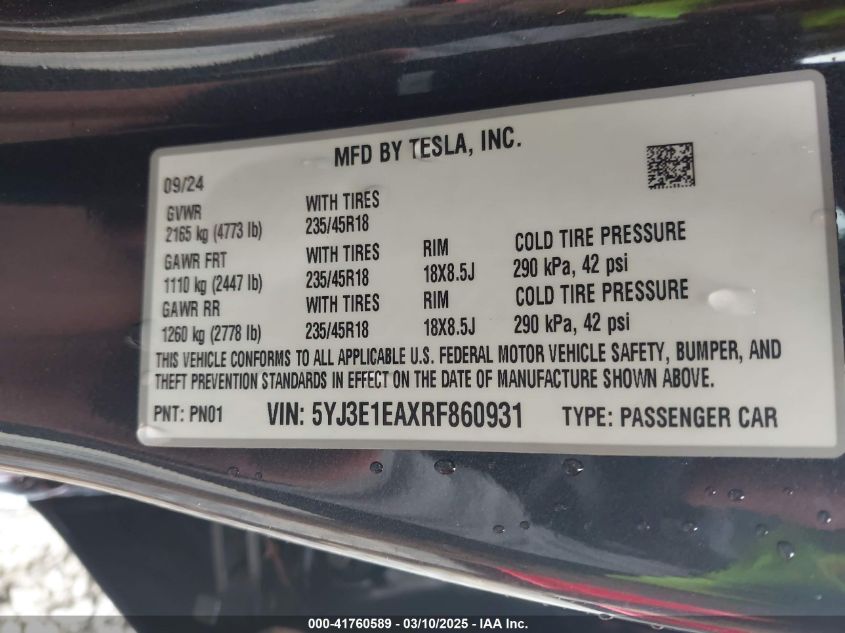 MFD BY TESLA, INC.
09/24
GVWR WITH TIRES
2165 kg (4773 lb) 235/45R18
GAWR FRT WITH TIRES RIM COLD TIRE PRESSURE
1110 kg (2447 lb) 235/45R18 18X8.5J 290 kPa, 42 psi
GAWR RR WITH TIRES RIM COLD TIRE PRESSURE
1260 kg (2778 lb) 235/45R18 18X8.5J 290 kPa, 42 psi
THIS VEHICLE CONFORMS TO ALL APPLICABLE U.S. FEDERAL MOTOR VEHICLE SAFETY, BUMPER, AND
THEFT PREVENTION STANDARDS IN EFFECT ON THE DATE OF MANUFACTURE SHOWN ABOVE.
PNT: PN01 VIN: 5YJ3E1EAXRF860931 TYPE: PASSENGER CAR
000-41760589 - 03/10/2025 - IAA Inc.